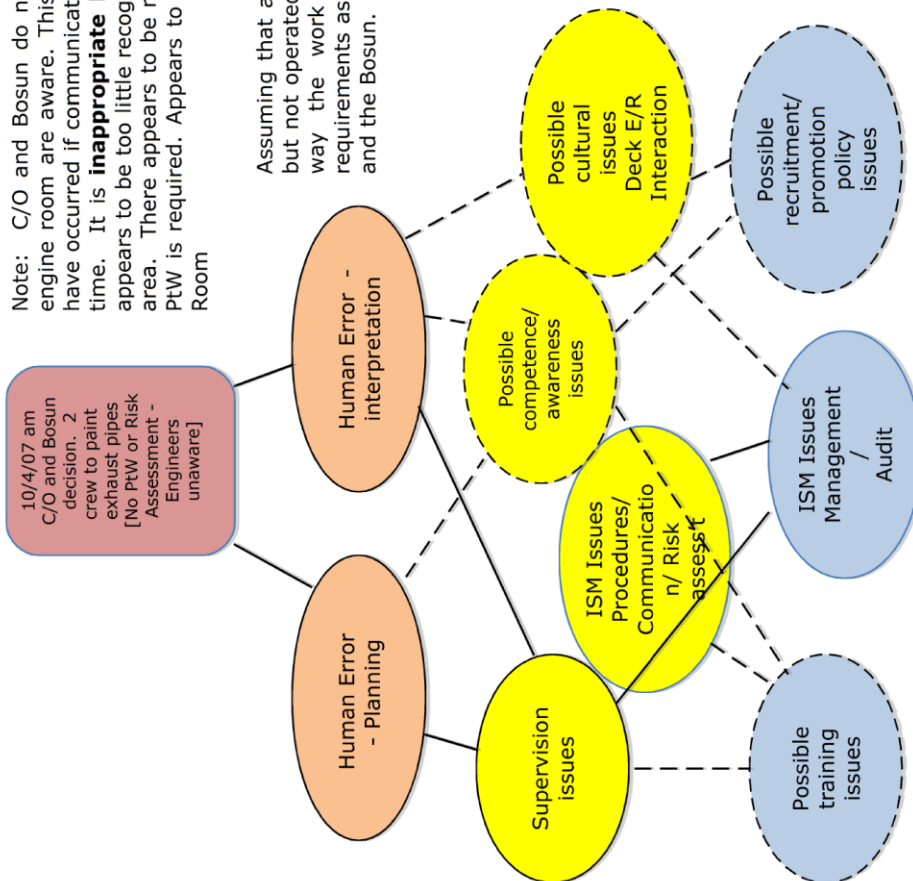 Note: C/O and Bosun do n
engine room are aware. This
have occurred if communicat
time. It is inappropriate
appears to be too little recog
area. There appears to be
PtW is required. Appears to
Room
Assuming that a
but not operated
way the work
requirements as
and the Bosun.
10/4/07 am
C/O and Bosun
decision. 2
crew to paint
exhaust pipes
[No PtW or Risk
Assessment -
Engineers
unaware]
Human Error
- Planning
Human Error -
interpretation
Supervision
issues
ISM Issues
Procedures/
Communicatio
n/ Risk
assess't
Possible
competence/
awareness
issues
Possible
cultural
issues
Deck E/R
Interaction
Possible
training
issues
ISM Issues
Management
/
Audit
Possible
recruitment/
promotion
policy
issues